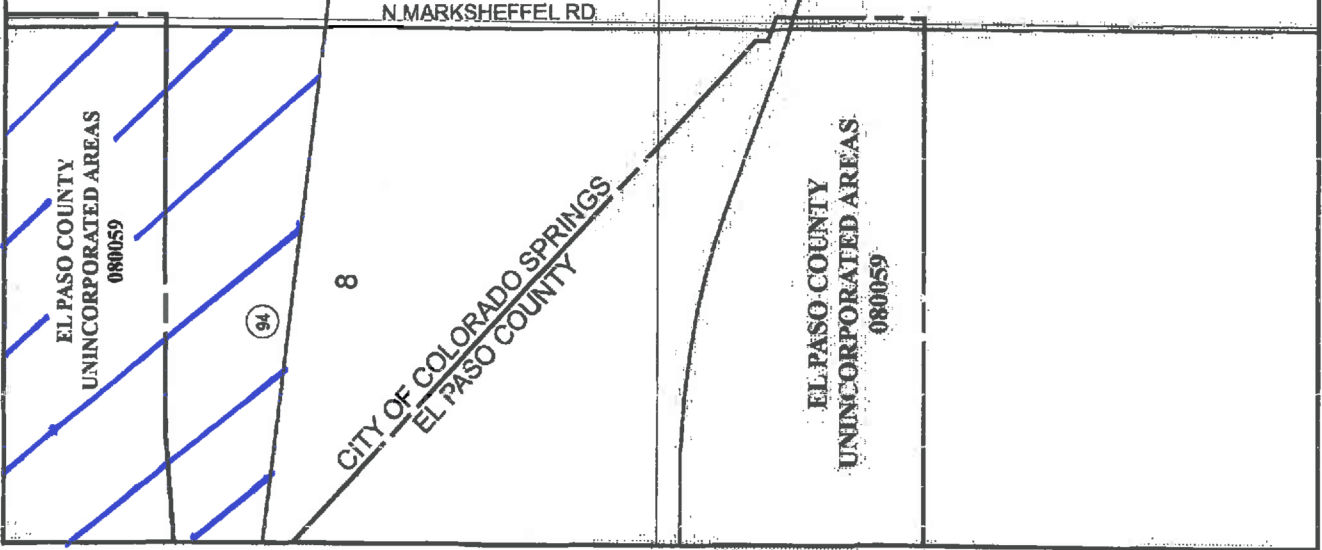 N MARKSHEFFEL RD
EL PASO COUNTY
UNINCORPORATED AREAS
080059
94
8
CITY OF COLORADO SPRINGS
EL PASO COUNTY
EL PASO COUNTY
UNINCORPORATED AREAS
080059